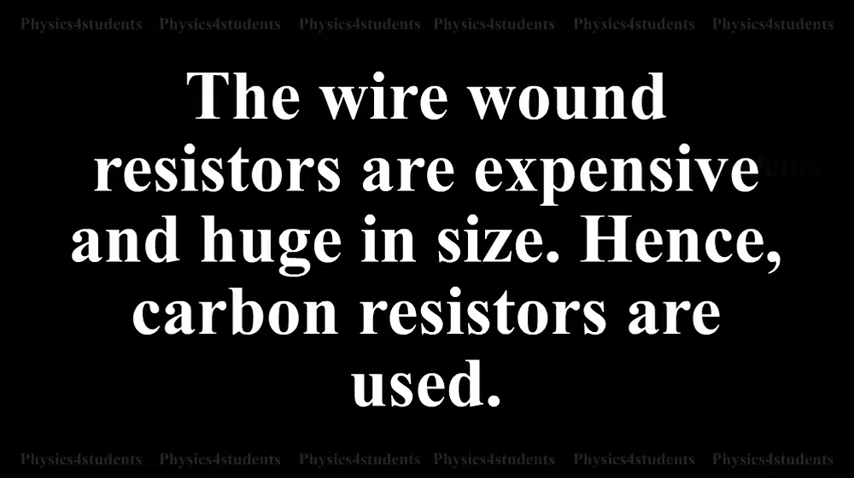 Physics4students Physics4students Physics4students Physics4students Physics4students Physics4students
The wire wound
resistors are expensive
and huge in size. Hence,
carbon resistors are
used.
Physics4students Physics4students Physics4students Physics4students Physics4students Physics4students